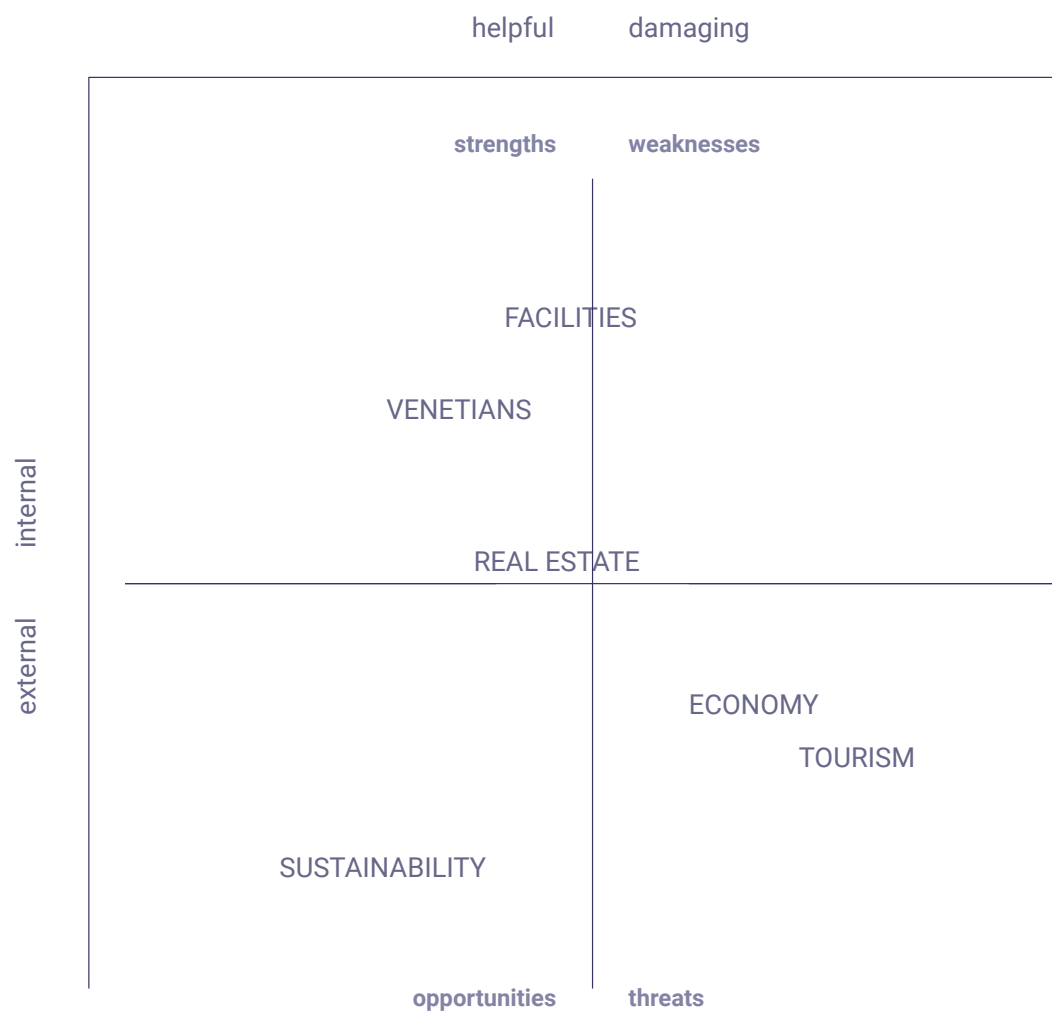 helpful damaging
strengths weaknesses
FACILITIES
VENETIANS
internal
REAL ESTATE
external
ECONOMY
TOURISM
SUSTAINABILITY
opportunities threats